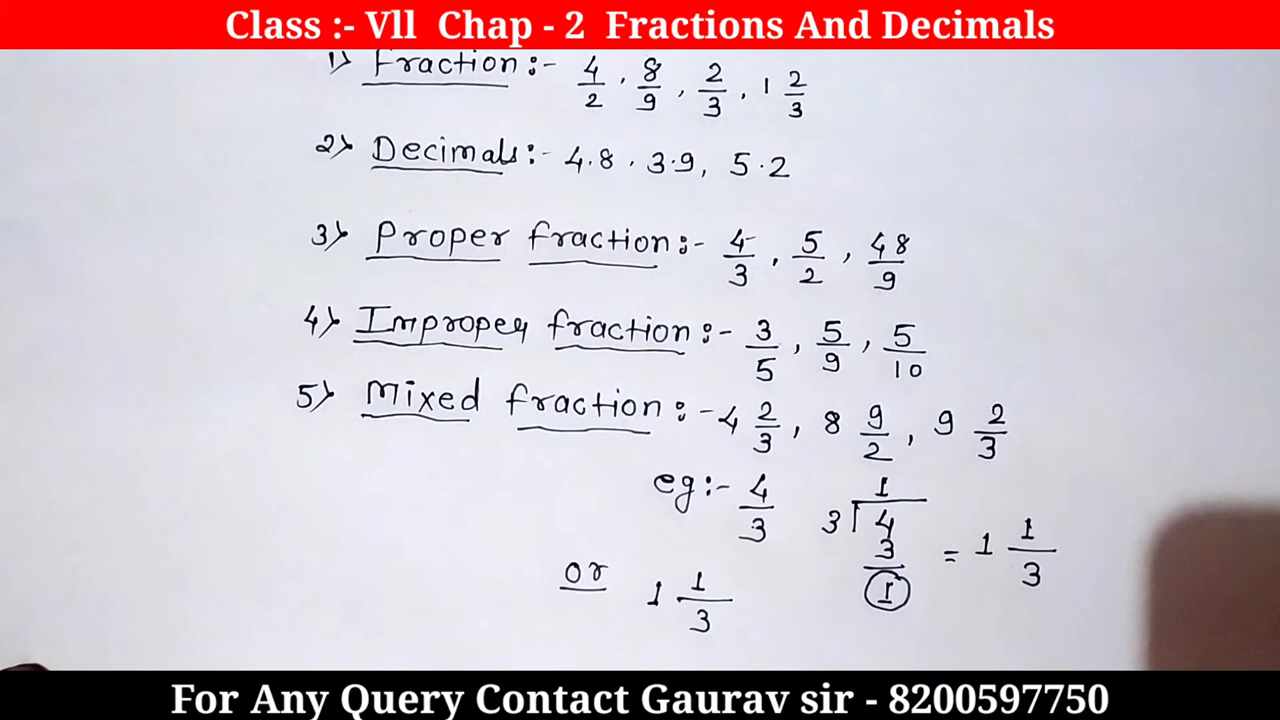 Class :- Vll Chap - 2 Fractions And Decimals
1) Fraction :- 4/2, 8/9, 2/3, 1 2/3
2) Decimals :- 4.8, 3.9, 5.2
3) Proper fraction :- 4/3, 5/2, 48/9
4) Improper fraction :- 3/5, 5/9, 5/10
5) Mixed fraction :- 4 2/3, 8 9/2, 9 2/3
eg :- 4/3
1
3 4
3
1
= 1 1/3
or 1 1/3
For Any Query Contact Gaurav sir - 8200597750